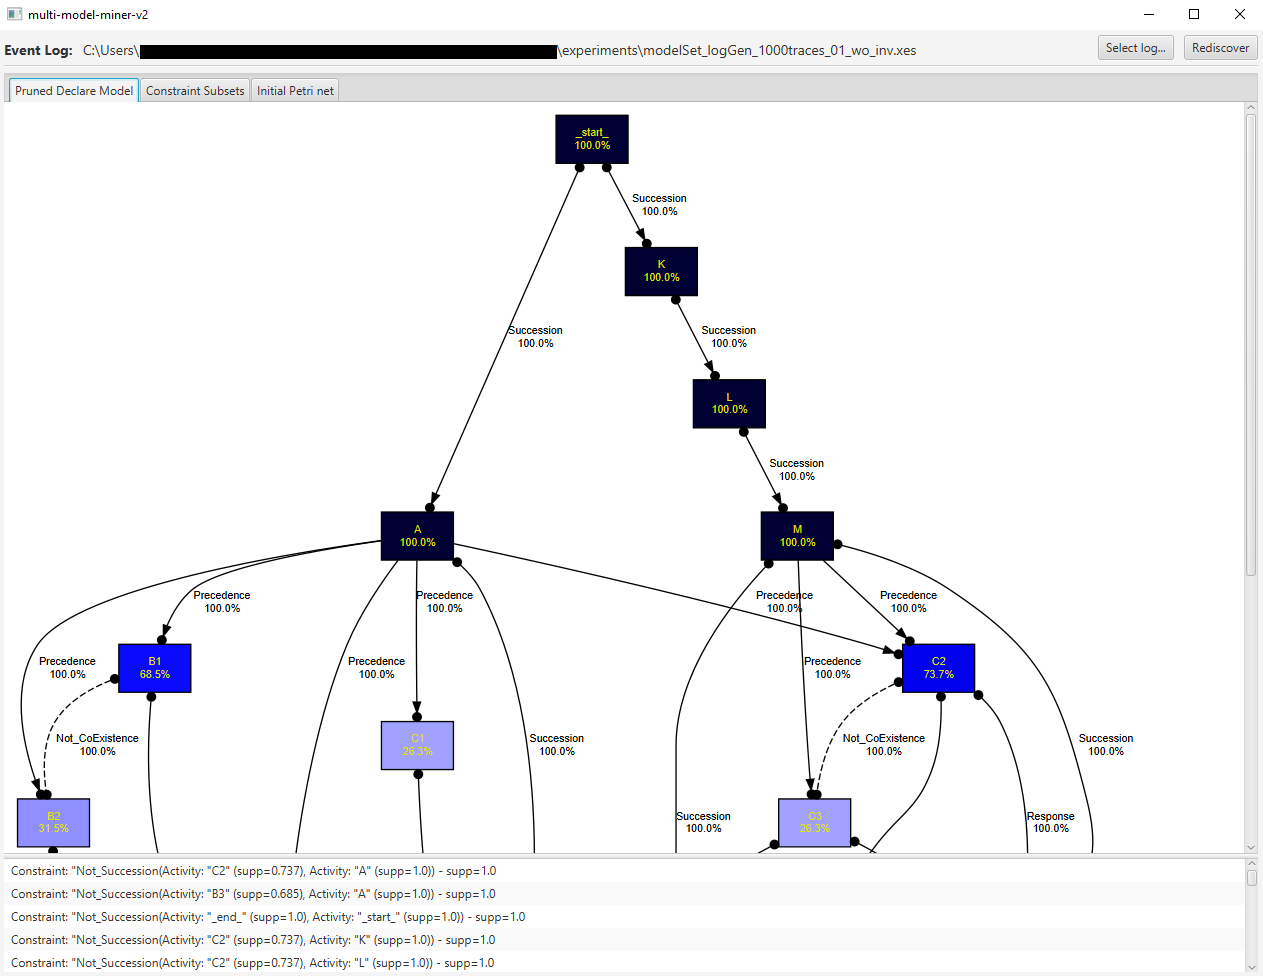 multi-model-miner-v2
Event Log: C:\Users\ \experiments\modelSet_logGen_1000traces_01_wo_inv.xes
Select log...
Rediscover
Pruned Declare Model
Constraint Subsets
Initial Petri net
_start_
100.0%
Succession
100.0%
K
100.0%
Succession
100.0%
Succession
100.0%
L
100.0%
Succession
100.0%
A
100.0%
M
100.0%
Precedence
100.0%
Precedence
100.0%
Precedence
100.0%
Precedence
100.0%
Precedence
100.0%
B1
68.5%
Precedence
100.0%
Precedence
100.0%
C2
73.7%
Not_CoExistence
100.0%
C1
26.3%
Succession
100.0%
Not_CoExistence
100.0%
Succession
100.0%
B2
31.5%
Succession
100.0%
C3
26.3%
Response
100.0%
Constraint: "Not_Succession(Activity: "C2" (supp=0.737), Activity: "A" (supp=1.0)) - supp=1.0
Constraint: "Not_Succession(Activity: "B3" (supp=0.685), Activity: "A" (supp=1.0)) - supp=1.0
Constraint: "Not_Succession(Activity: "_end_" (supp=1.0), Activity: "_start_" (supp=1.0)) - supp=1.0
Constraint: "Not_Succession(Activity: "C2" (supp=0.737), Activity: "K" (supp=1.0)) - supp=1.0
Constraint: "Not_Succession(Activity: "C2" (supp=0.737), Activity: "L" (supp=1.0)) - supp=1.0